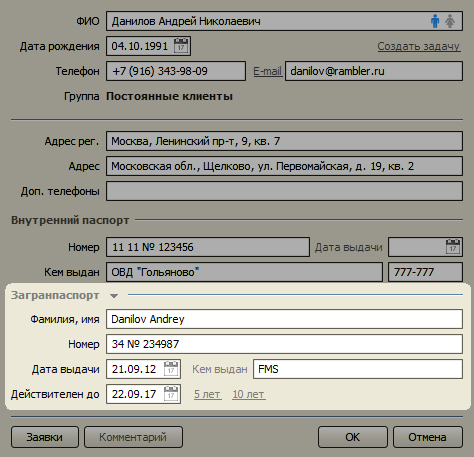 ФИО Данилов Андрей Николаевич
Дата рождения 04.10.1991 17 Создать задачу
Телефон +7 (916) 343-98-09 E-mail danilov@rambler.ru
Группа Постоянные клиенты
Адрес рег. Москва, Ленинский пр-т, 9, кв. 7
Адрес Московская обл., Щелково, ул. Первомайская, д. 19, кв. 2
Доп. телефоны
Внутренний паспорт
Номер 11 11 № 123456 Дата выдачи 17
Кем выдан ОВД "Гольяново" 777-777
Загранпаспорт
Фамилия, имя Danilov Andrey
Номер 34 № 234987
Дата выдачи 21.09.12 17 Кем выдан FMS
Действителен до 22.09.17 17 5 лет 10 лет
Заявки Комментарий OK Отмена